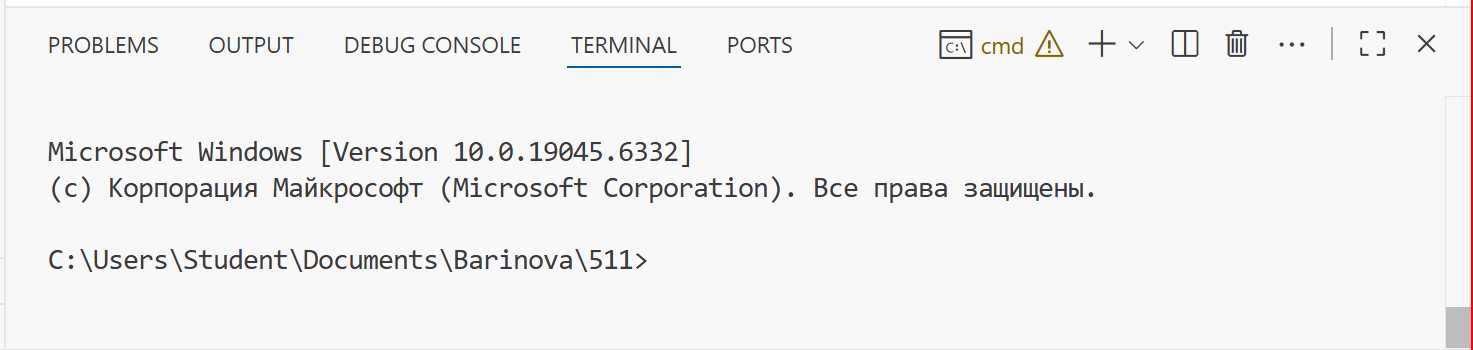 PROBLEMS OUTPUT DEBUG CONSOLE TERMINAL PORTS C:\ cmd
Microsoft Windows [Version 10.0.19045.6332]
(c) Корпорация Майкрософт (Microsoft Corporation). Все права защищены.
C:\Users\Student\Documents\Barinova\511>